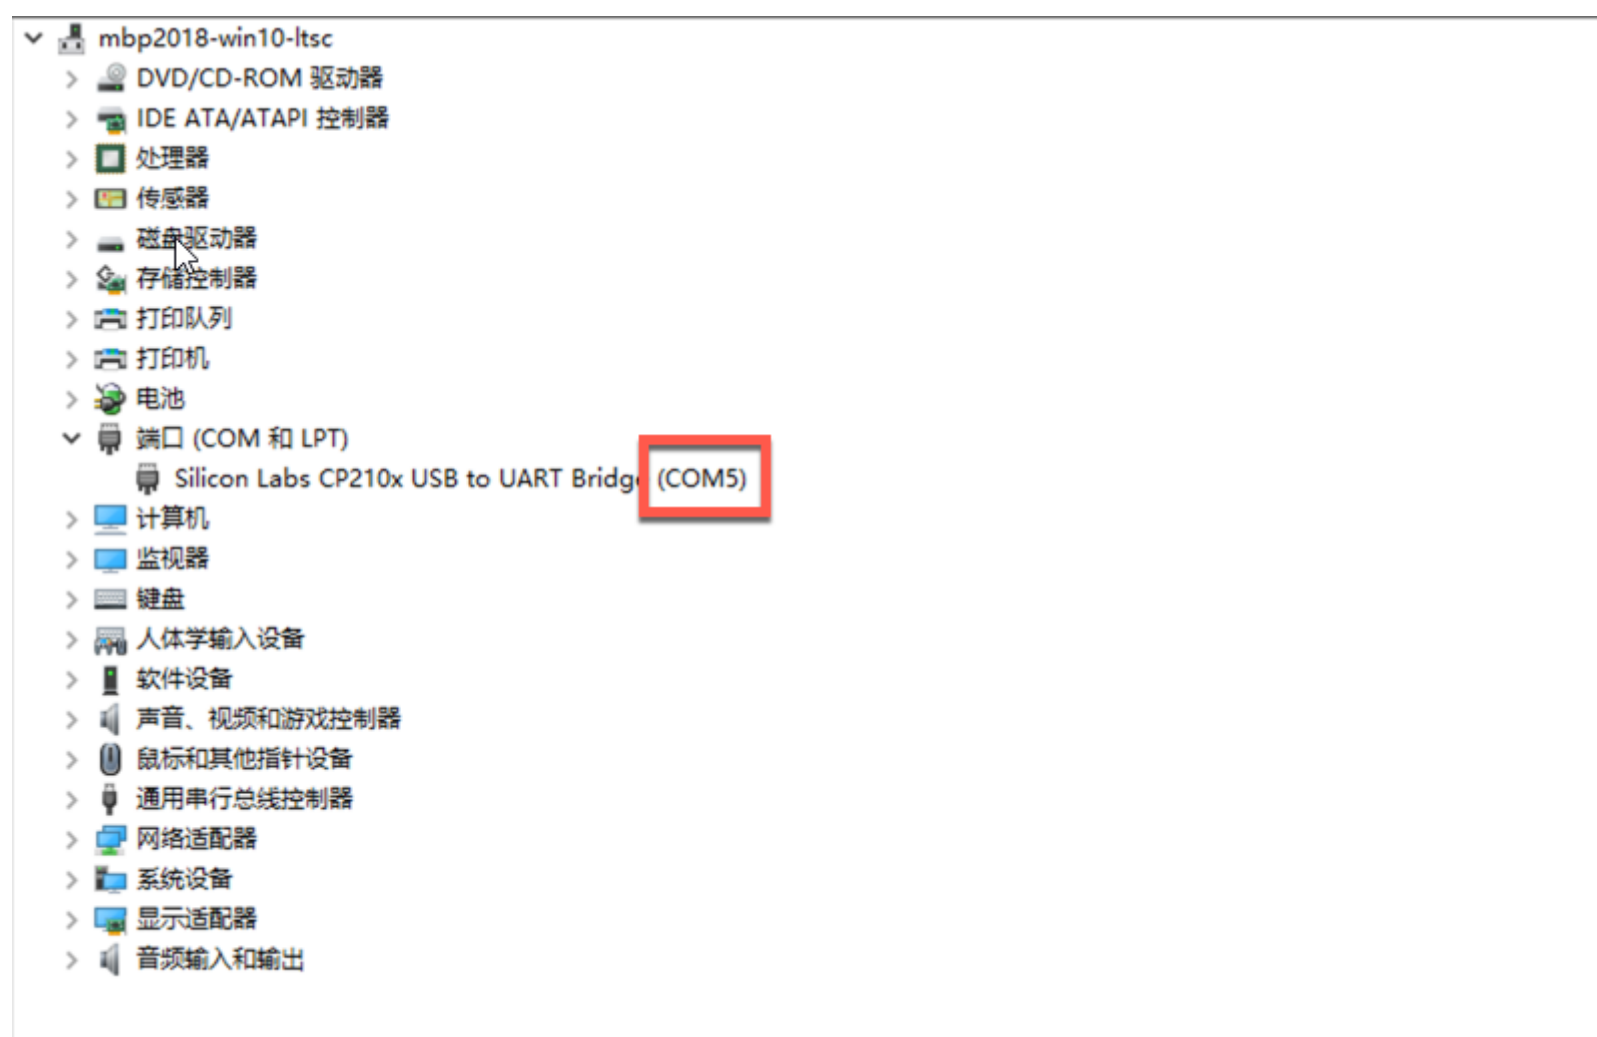 mbp2018-win10-ltsc
DVD/CD-ROM 驱动器
IDE ATA/ATAPI 控制器
处理器
传感器
磁盘驱动器
存储控制器
打印队列
打印机
电池
端口 (COM 和 LPT)
Silicon Labs CP210x USB to UART Bridge (COM5)
计算机
监视器
键盘
人体学输入设备
软件设备
声音、视频和游戏控制器
鼠标和其他指针设备
通用串行总线控制器
网络适配器
系统设备
显示适配器
音频输入和输出